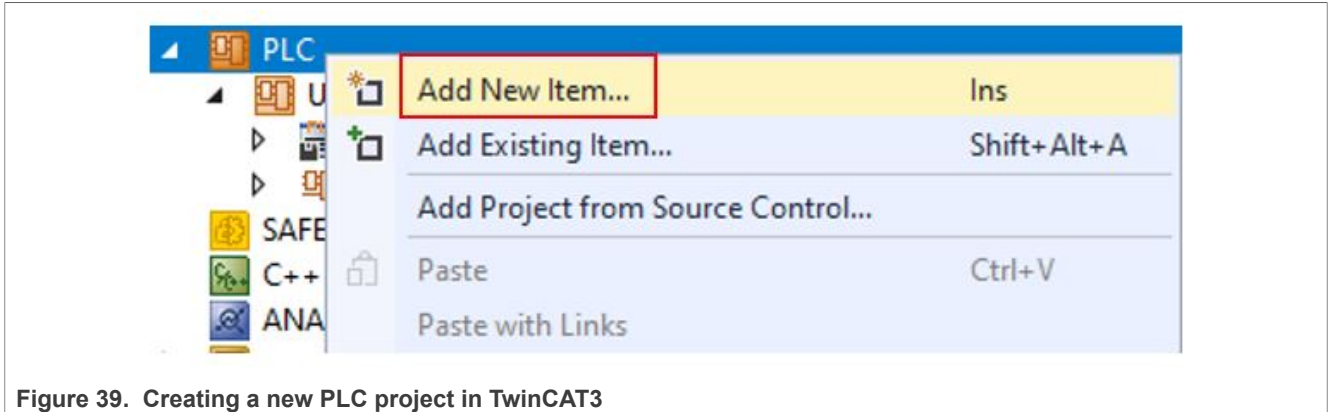 PLC
Add New Item... Ins
U
Add Existing Item... Shift+Alt+A
Add Project from Source Control...
SAFE
C++ Paste Ctrl+V
ANA Paste with Links
Figure 39. Creating a new PLC project in TwinCAT3